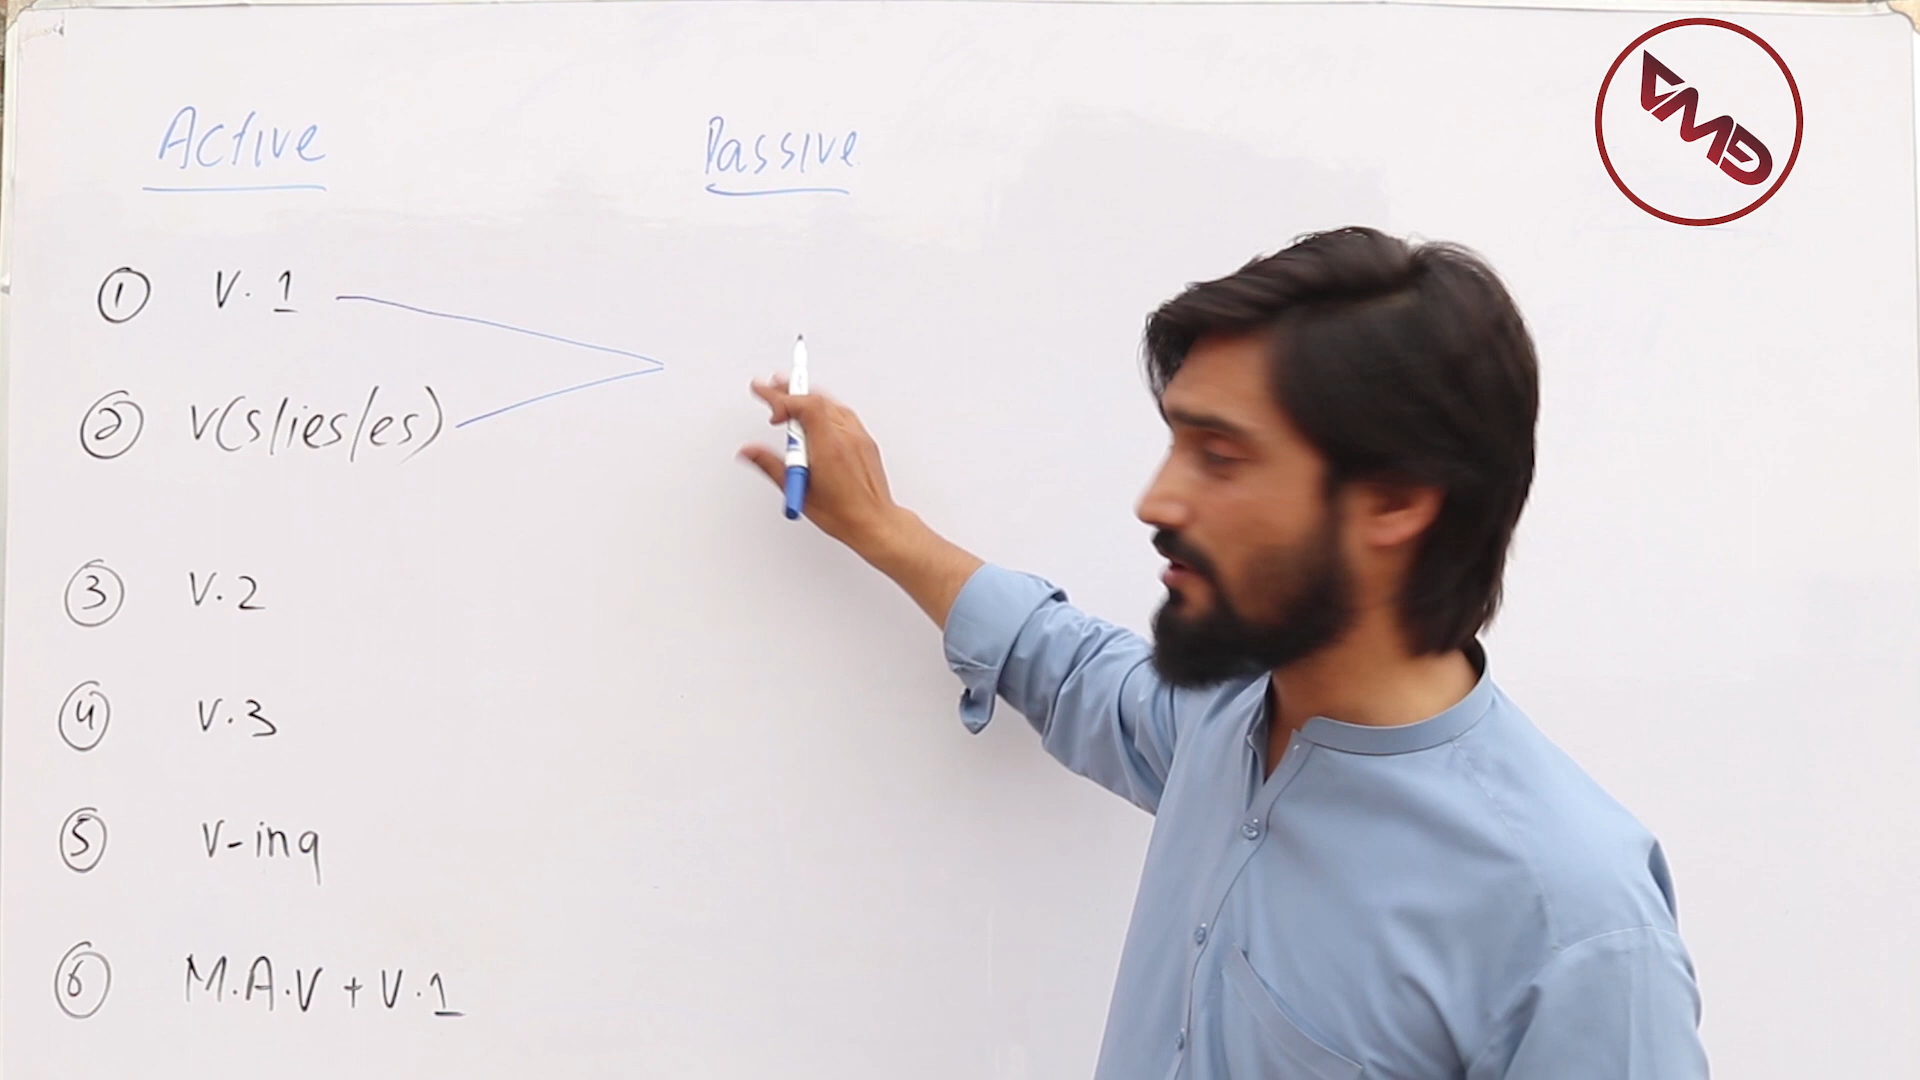 Active Passive
① V.1
② V(s/ies/es)
③ V.2
④ V.3
⑤ V-ing
⑥ M.A.V + V.1